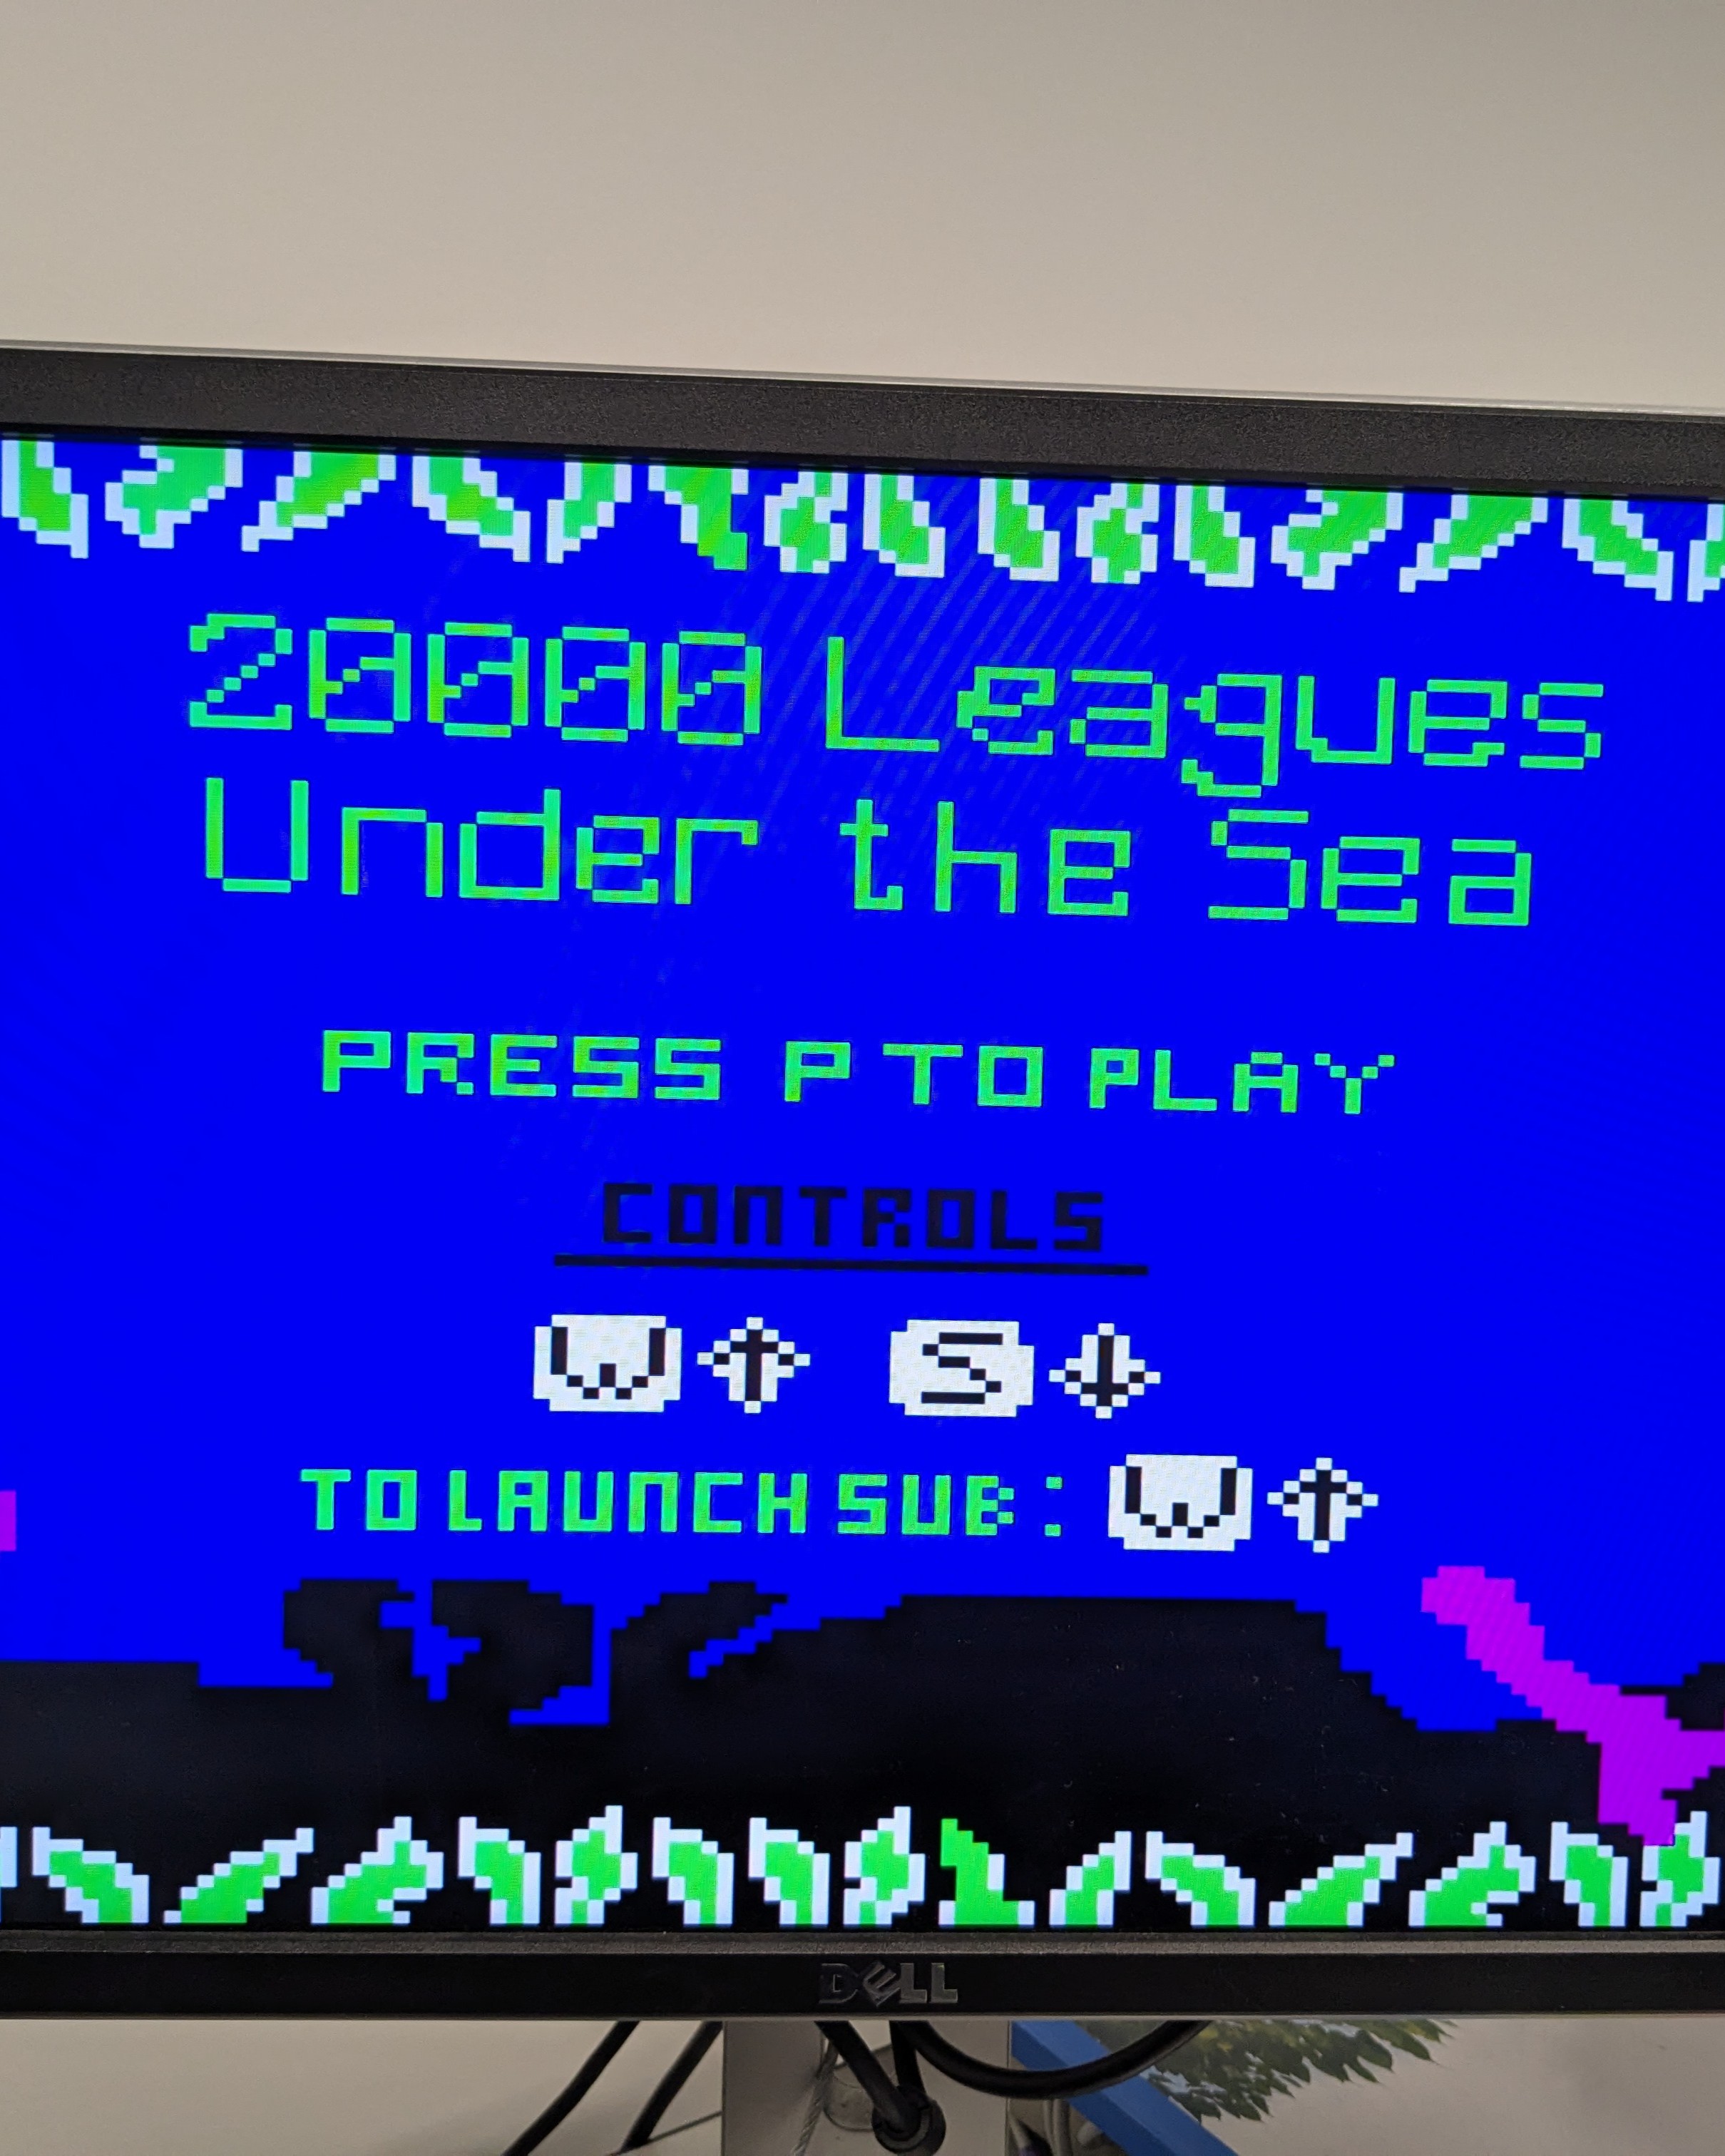 20000 Leagues
Under the Sea
PRESS P TO PLAY
CONTROLS
W ↑ S ↓
TO LAUNCH SUB: W ↑
DELL